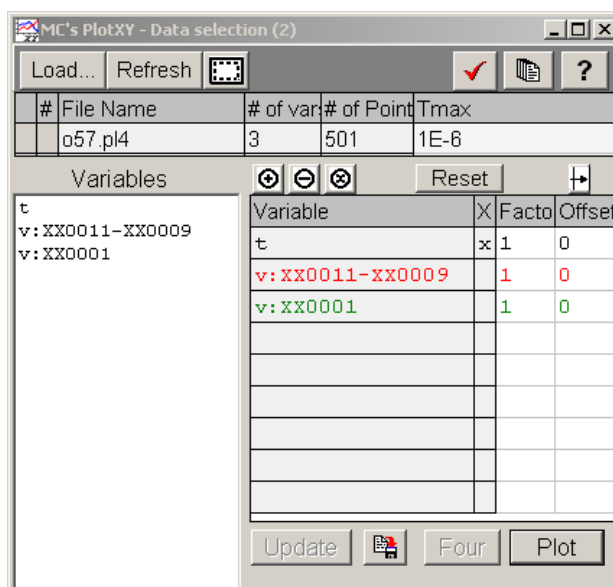 MC's PlotXY - Data selection (2)
Load... Refresh ?
# File Name # of var: # of Point Tmax
o57.pl4 3 501 1E-6
Variables Reset
t
v:XX0011-XX0009
v:XX0001
Variable X Facto Offset
t x 1 0
v:XX0011-XX0009 1 0
v:XX0001 1 0
Update Four Plot